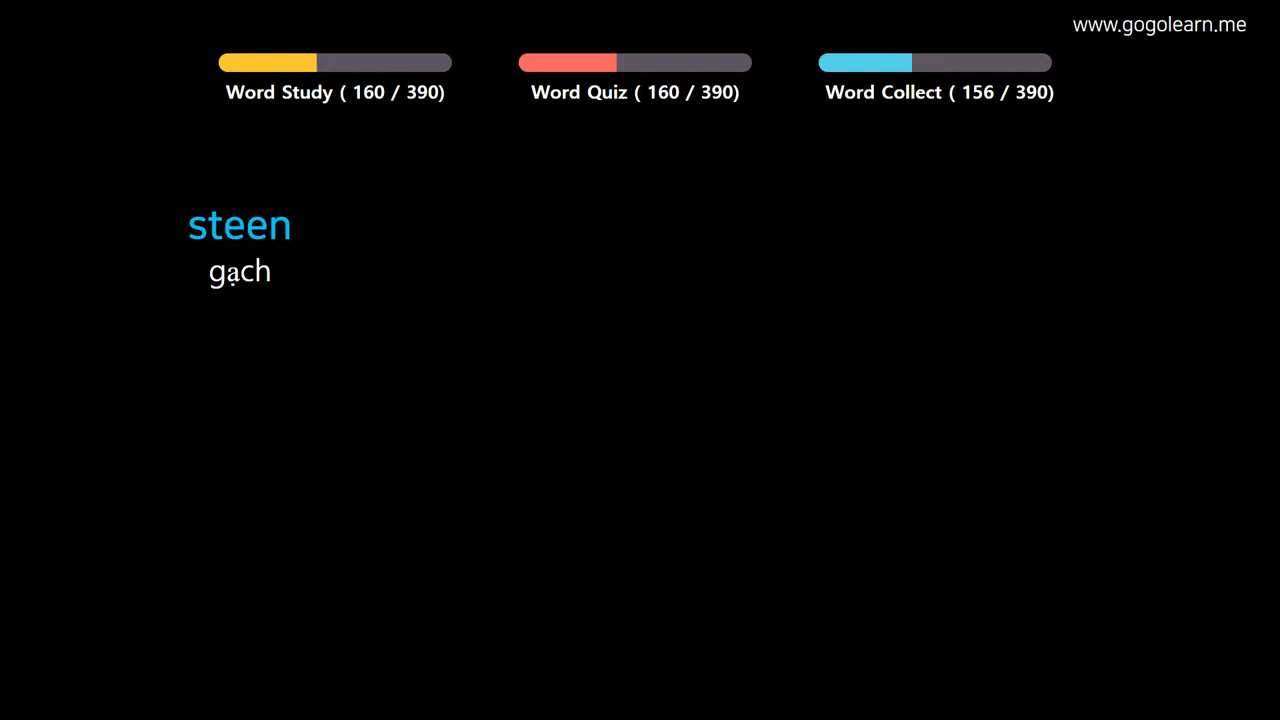 www.gogolearn.me
Word Study ( 160 / 390)
Word Quiz ( 160 / 390)
Word Collect ( 156 / 390)
steen
gạch